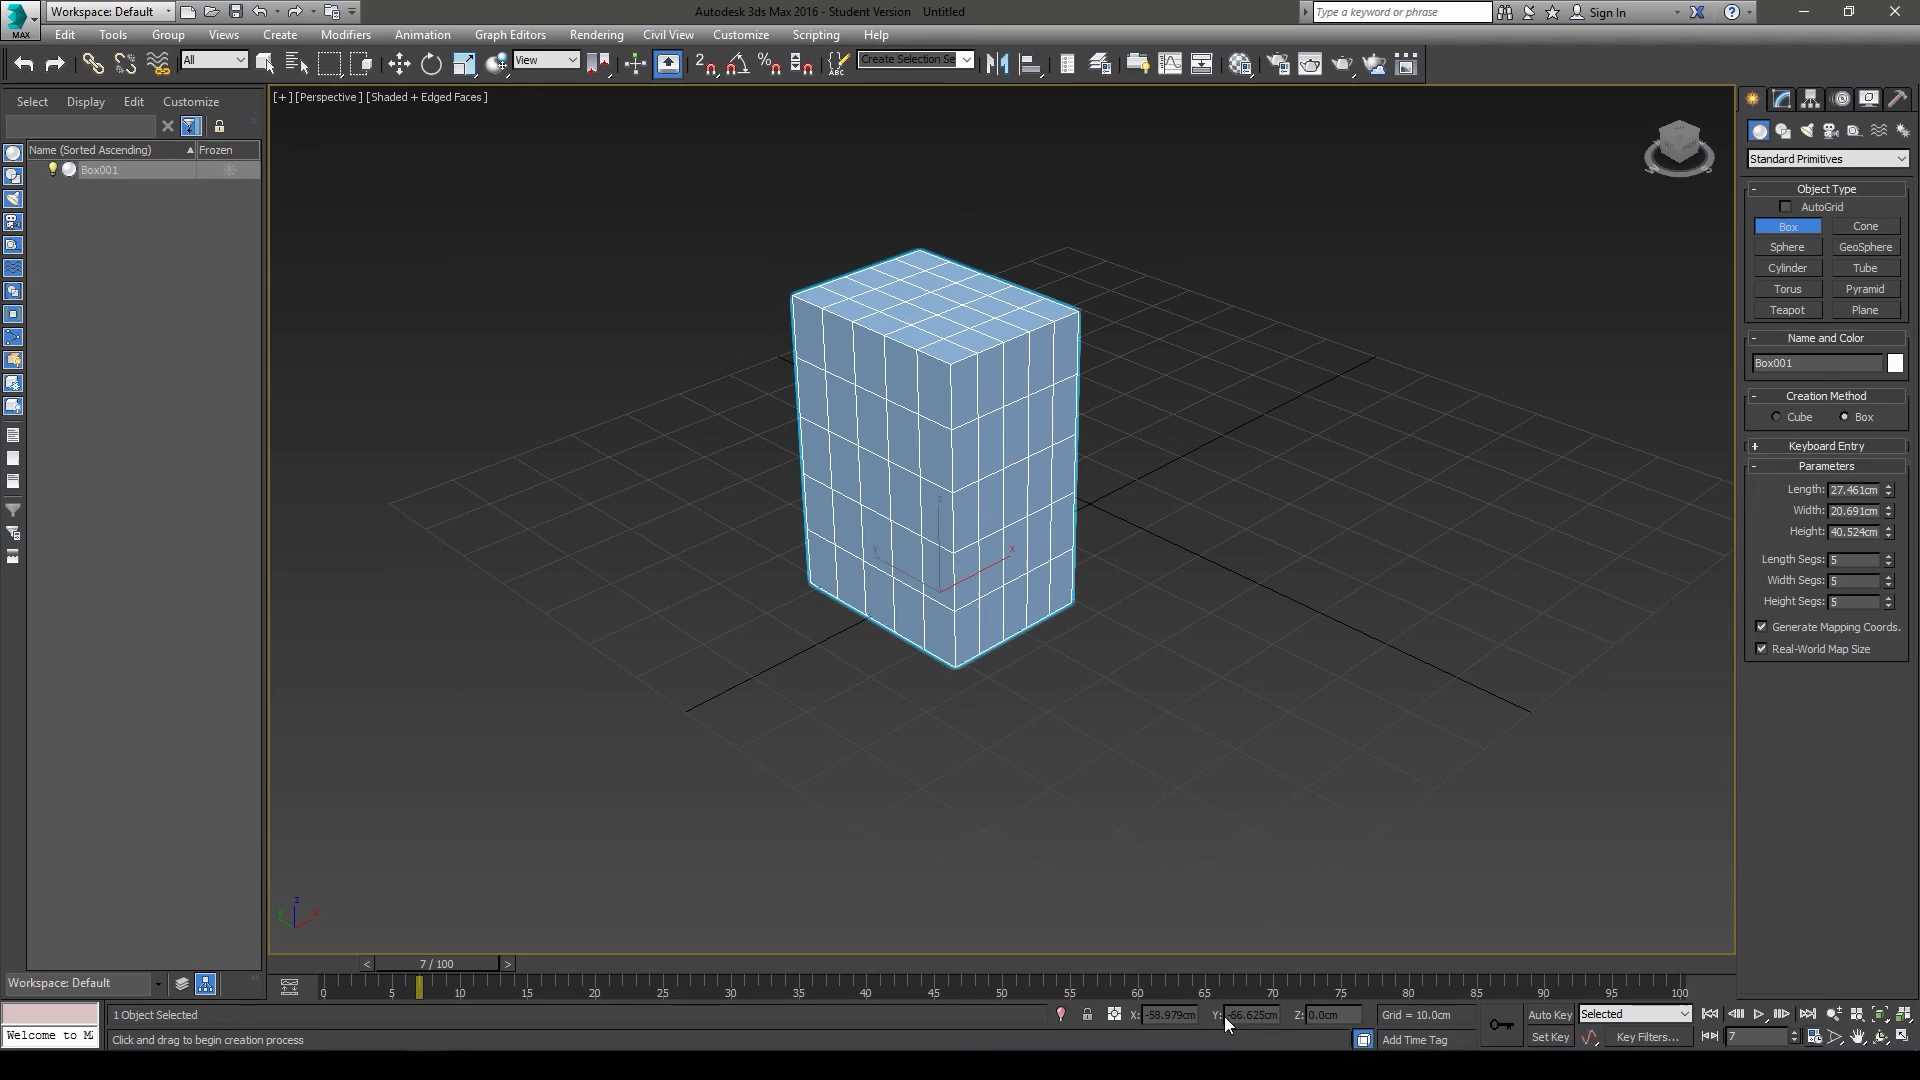 Workspace: Default
Autodesk 3ds Max 2016 - Student Version Untitled
Type a keyword or phrase
Sign In
MAX
Edit Tools Group Views Create Modifiers Animation Graph Editors Rendering Civil View Customize Scripting Help
All
View
Create Selection Se
Select Display Edit Customize
[+] [Perspective] [Shaded + Edged Faces]
Name (Sorted Ascending) Frozen
Box001
Standard Primitives
- Object Type
AutoGrid
Box Cone
Sphere GeoSphere
Cylinder Tube
Torus Pyramid
Teapot Plane
- Name and Color
Box001
- Creation Method
Cube Box
+ Keyboard Entry
- Parameters
Length: 27.461cm
Width: 20.691cm
Height: 40.524cm
Length Segs: 5
Width Segs: 5
Height Segs: 5
Generate Mapping Coords.
Real-World Map Size
z
y
x
z
x
< 7 / 100 >
Workspace: Default
0 5 10 15 20 25 30 35 40 45 50 55 60 65 70 75 80 85 90 95 100
1 Object Selected
X: -58.979cm Y: -66.625cm Z: 0.0cm
Grid = 10.0cm
Auto Key
Selected
Welcome to M
Click and drag to begin creation process
Add Time Tag
Set Key
Key Filters...
7